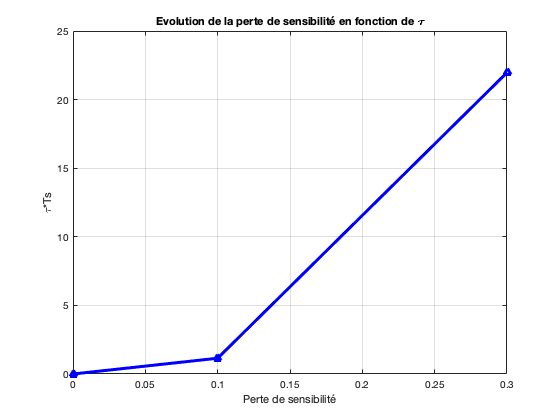 Evolution de la perte de sensibilité en fonction de τ
25
20
15
10
5
0
τ*Ts
0 0.05 0.1 0.15 0.2 0.25 0.3
Perte de sensibilité